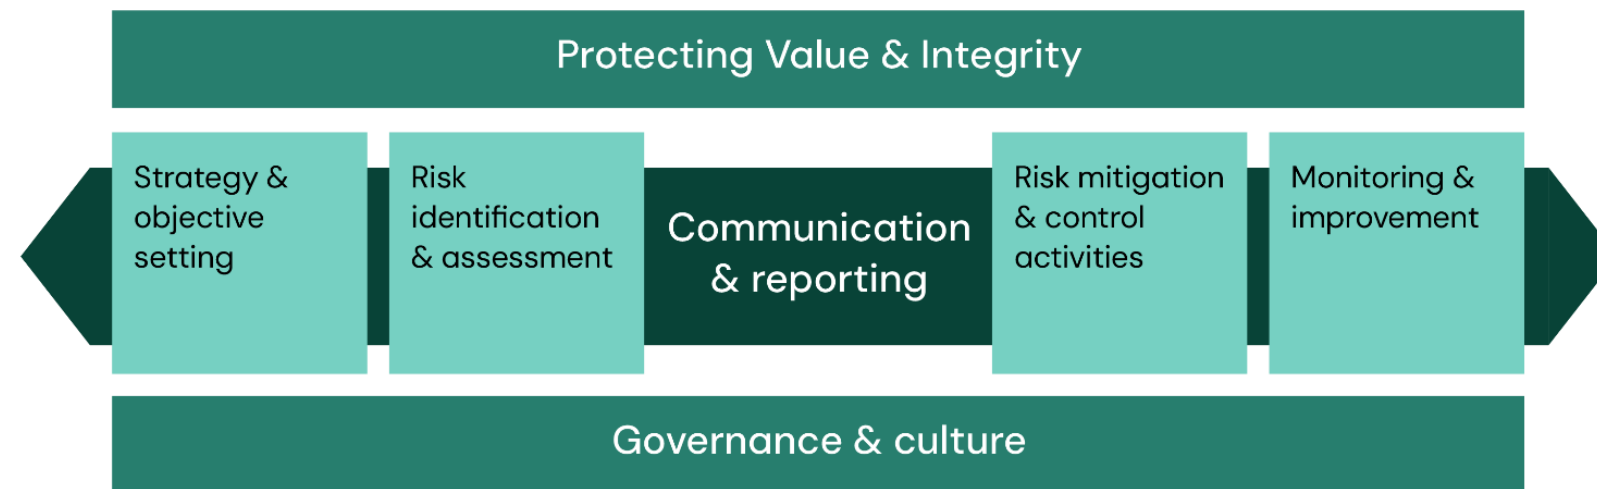 Protecting Value & Integrity
Strategy &
objective
setting
Risk
identification
& assessment
Communication
& reporting
Risk mitigation
& control
activities
Monitoring &
improvement
Governance & culture